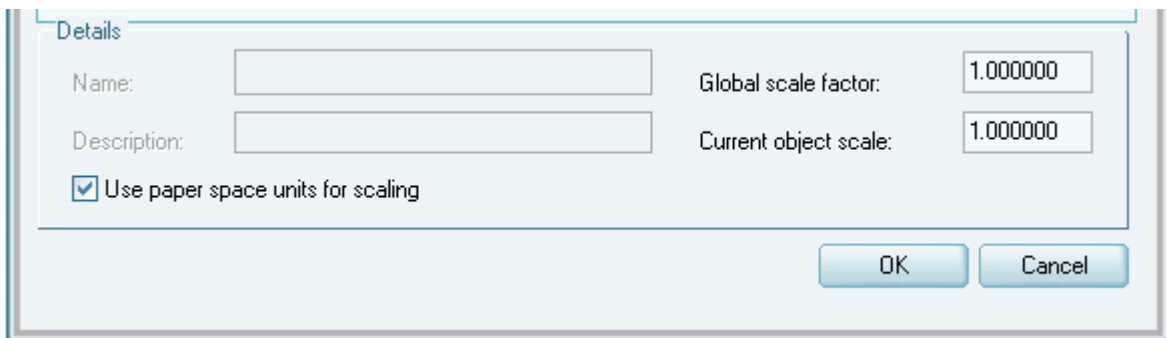 Details
Name:
Global scale factor: 1.000000
Description:
Current object scale: 1.000000
Use paper space units for scaling
OK Cancel